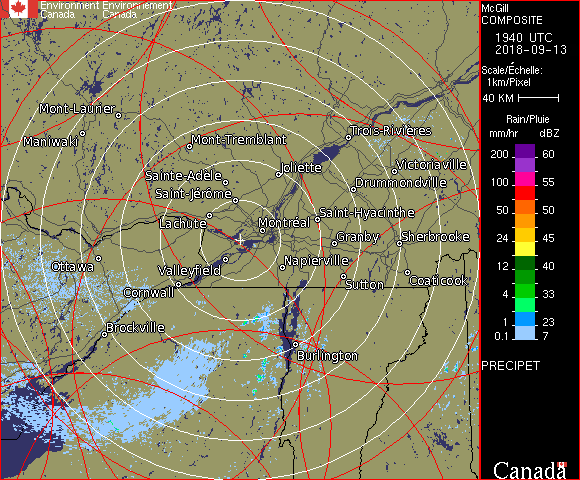 Environment Environnement
Canada Canada
McGill
COMPOSITE
1940 UTC
2018-09-13
Scale/Échelle:
1km/Pixel
40 KM
Rain/Pluie
mm/hr dBZ
200 60
100 55
50 50
24 45
12 40
4 33
1 23
0.1 7
PRECIPET
Canada
Mont-Laurier
Maniwaki
Mont-Tremblant
Trois-Rivières
Joliette
Victoriaville
Sainte-Adèle
Drummondville
Saint-Jérôme
Lachute
Saint-Hyacinthe
Montréal
Granby
Sherbrooke
Ottawa
Valleyfield
Napierville
Cornwall
Sutton
Coaticook
Brockville
Burlington